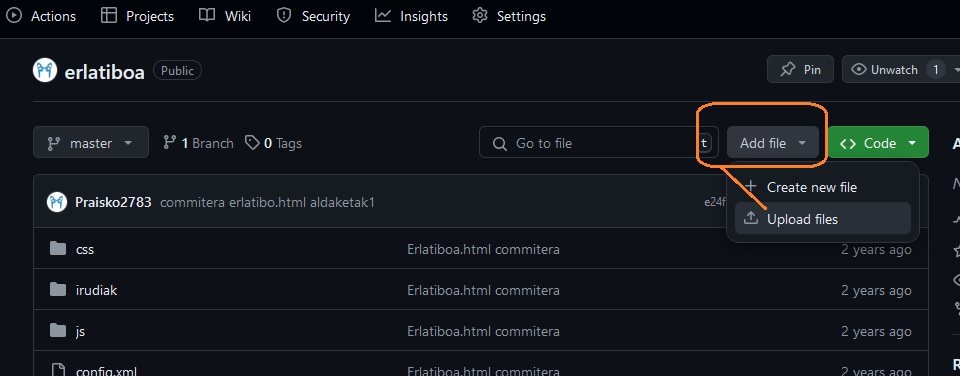 Actions Projects Wiki Security Insights Settings
erlatiboa Public Pin Unwatch 1
master 1 Branch 0 Tags Go to file t Add file Code
Create new file
Praisko2783 commitera erlatibo.html aldaketak1 e24f
Upload files
css Erlatiboa.html commitera 2 years ago
irudiak Erlatiboa.html commitera 2 years ago
js Erlatiboa.html commitera 2 years ago
config.xml